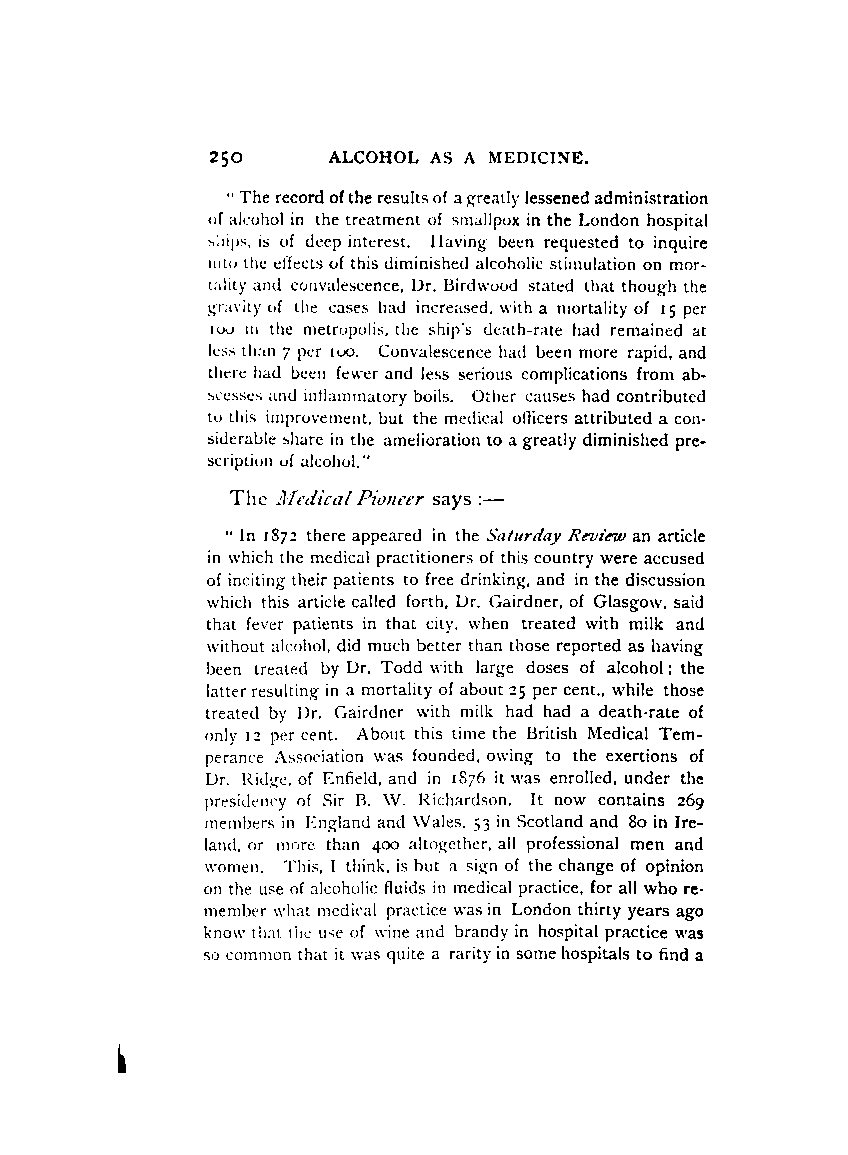 250 ALCOHOL AS A MEDICINE.
" The record of the results of a greatly lessened administration
of alcohol in the treatment of smallpox in the London hospital
ships, is of deep interest. Having been requested to inquire
into the effects of this diminished alcoholic stimulation on mor-
tality and convalescence, Dr. Birdwood stated that though the
gravity of the cases had increased, with a mortality of 15 per
100 in the metropolis, the ship's death-rate had remained at
less than 7 per 100. Convalescence had been more rapid, and
there had been fewer and less serious complications from ab-
scesses and inflammatory boils. Other causes had contributed
to this improvement, but the medical officers attributed a con-
siderable share in the amelioration to a greatly diminished pre-
scription of alcohol."
The Medical Pioneer says :—
" In 1872 there appeared in the Saturday Review an article
in which the medical practitioners of this country were accused
of inciting their patients to free drinking, and in the discussion
which this article called forth, Dr. Gairdner, of Glasgow, said
that fever patients in that city, when treated with milk and
without alcohol, did much better than those reported as having
been treated by Dr. Todd with large doses of alcohol; the
latter resulting in a mortality of about 25 per cent., while those
treated by Dr. Gairdner with milk had had a death-rate of
only 12 per cent. About this time the British Medical Tem-
perance Association was founded, owing to the exertions of
Dr. Ridge, of Enfield, and in 1876 it was enrolled, under the
presidency of Sir B. W. Richardson. It now contains 269
members in England and Wales, 53 in Scotland and 80 in Ire-
land, or more than 400 altogether, all professional men and
women. This, I think, is but a sign of the change of opinion
on the use of alcoholic fluids in medical practice, for all who re-
member what medical practice was in London thirty years ago
know that the use of wine and brandy in hospital practice was
so common that it was quite a rarity in some hospitals to find a